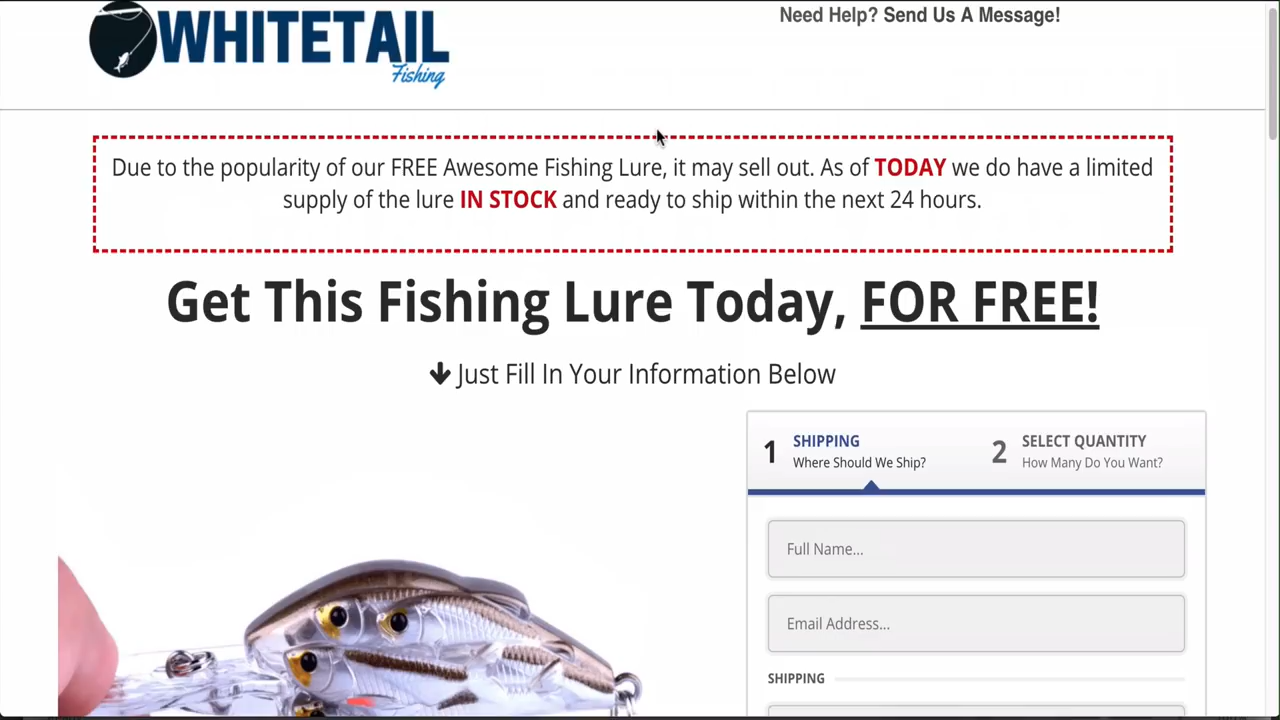 WHITETAIL
Fishing
Need Help? Send Us A Message!
Due to the popularity of our FREE Awesome Fishing Lure, it may sell out. As of TODAY we do have a limited
supply of the lure IN STOCK and ready to ship within the next 24 hours.
Get This Fishing Lure Today, FOR FREE!
Just Fill In Your Information Below
1 SHIPPING
Where Should We Ship?
2 SELECT QUANTITY
How Many Do You Want?
Full Name...
Email Address...
SHIPPING